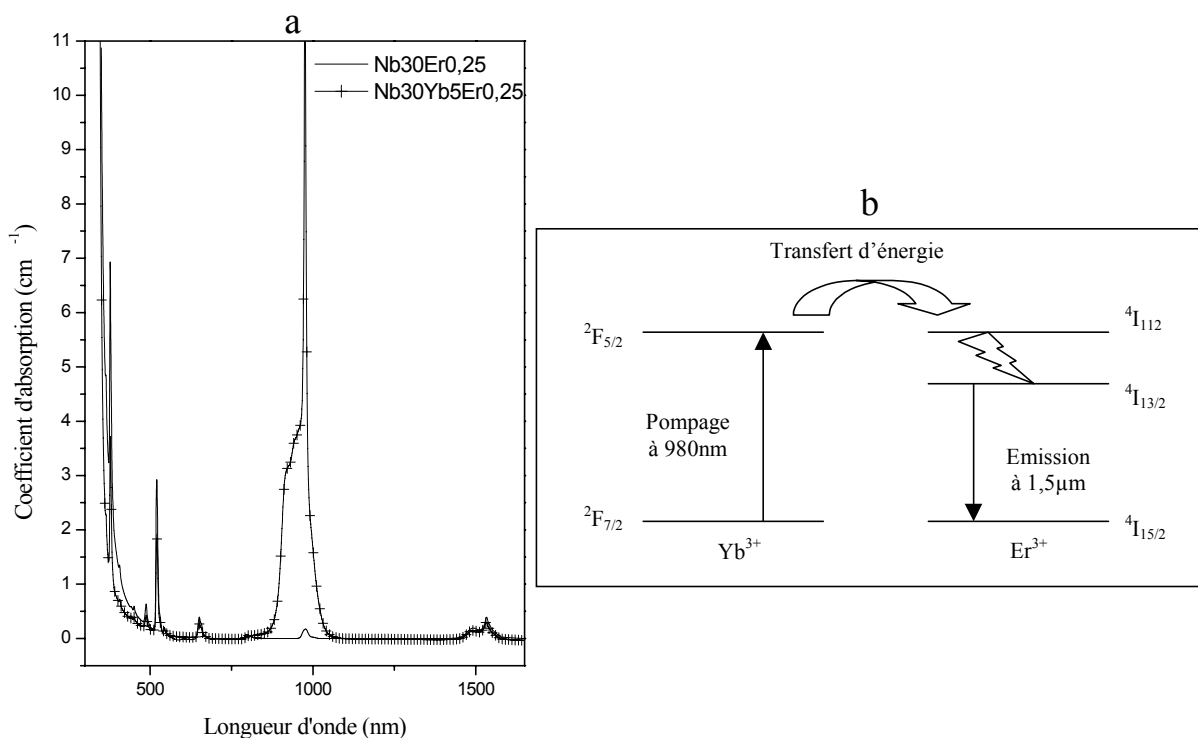 a
11
10
9
8
7
6
5
4
3
2
1
0
Coefficient d'absorption (cm⁻¹)
Nb30Er0,25
Nb30Yb5Er0,25
500
1000
1500
Longueur d'onde (nm)
b
Transfert d'énergie
²F₅/₂
⁴I₁₁₂
⁴I₁₃/₂
Pompage
à 980nm
Emission
à 1,5µm
²F₇/₂
⁴I₁₅/₂
Yb³⁺
Er³⁺